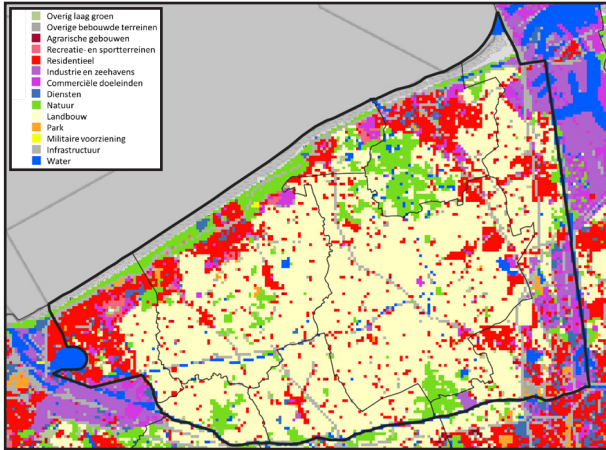 Overig laag groen
Overige bebouwde terreinen
Agrarische gebouwen
Recreatie- en sportterreinen
Residentieel
Industrie en zeehavens
Commerciële doeleinden
Diensten
Natuur
Landbouw
Park
Militaire voorziening
Infrastructuur
Water